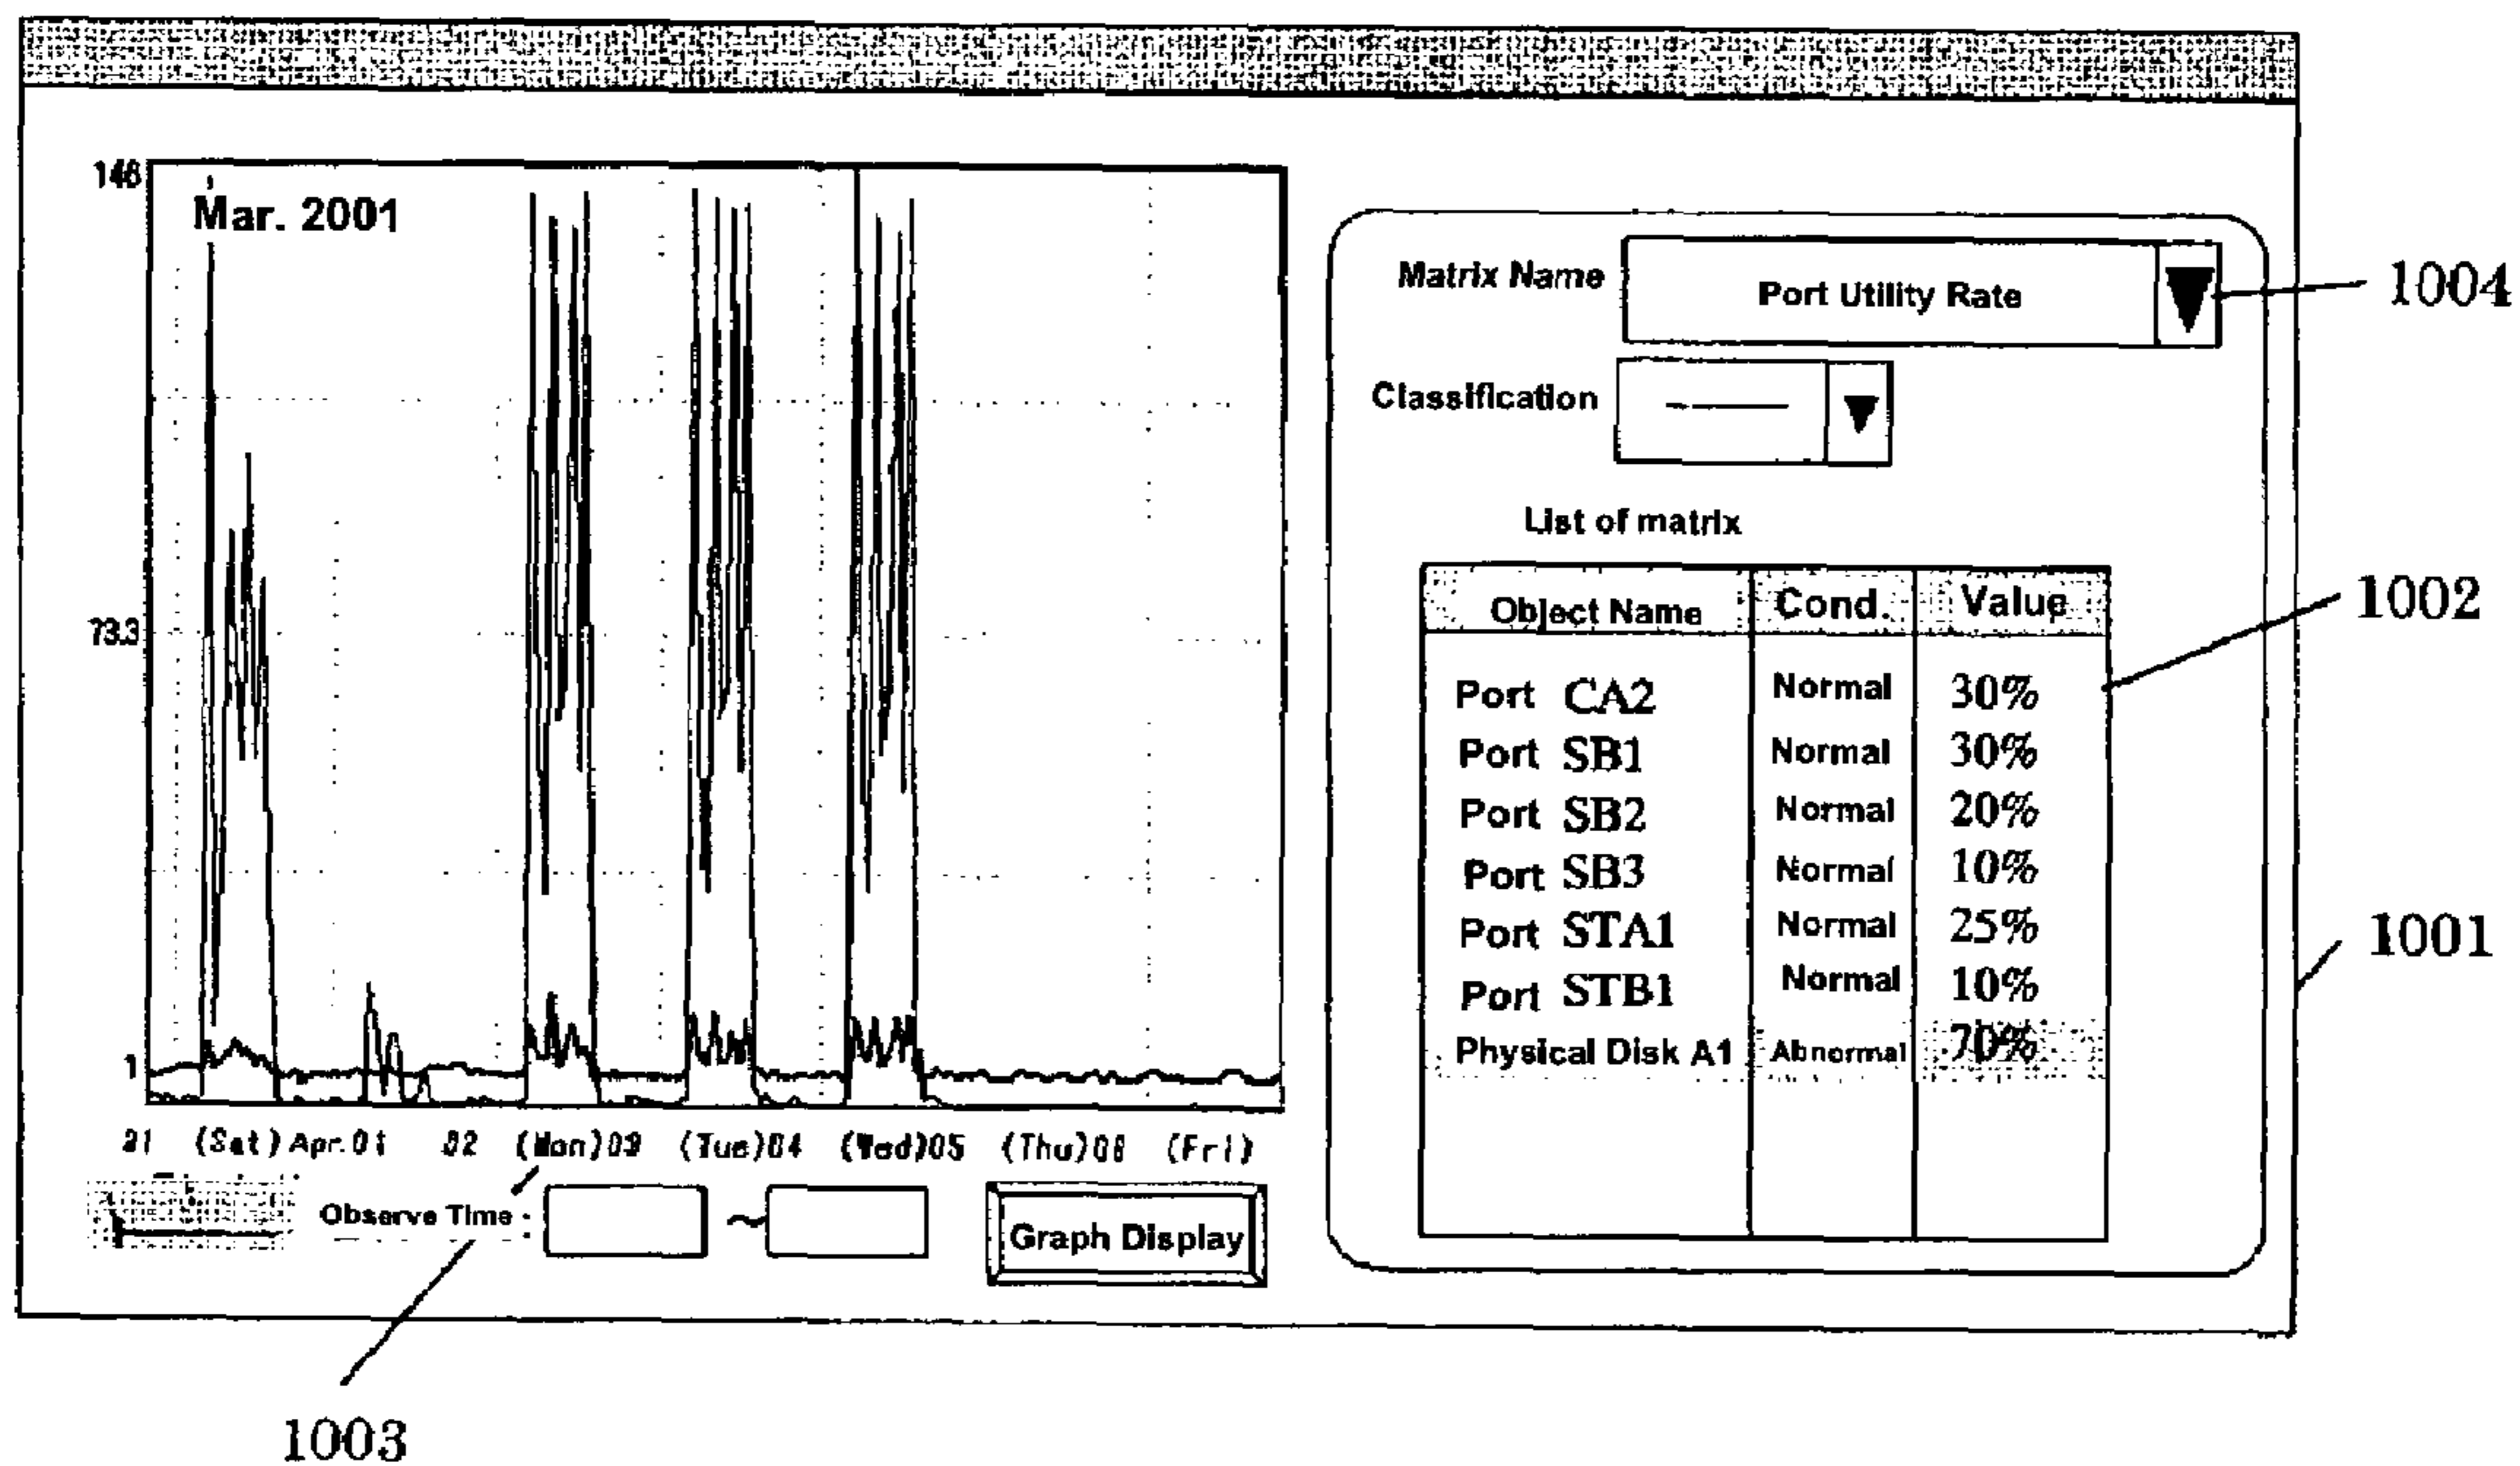 146
Mar. 2001
73.3
1
(Sat) Apr. 01 02 (Mon) 09 (Tue) 04 (Wed) 05 (Thu) 06 (Fri)
Observe Time : ~ Graph Display
1003
Matrix Name Port Utility Rate
1004
Classification
List of matrix
Object Name Cond. Value
1002
Port CA2 Normal 30%
Port SB1 Normal 30%
Port SB2 Normal 20%
Port SB3 Normal 10%
Port STA1 Normal 25%
Port STB1 Normal 10%
Physical Disk A1 Abnormal 70%
1001